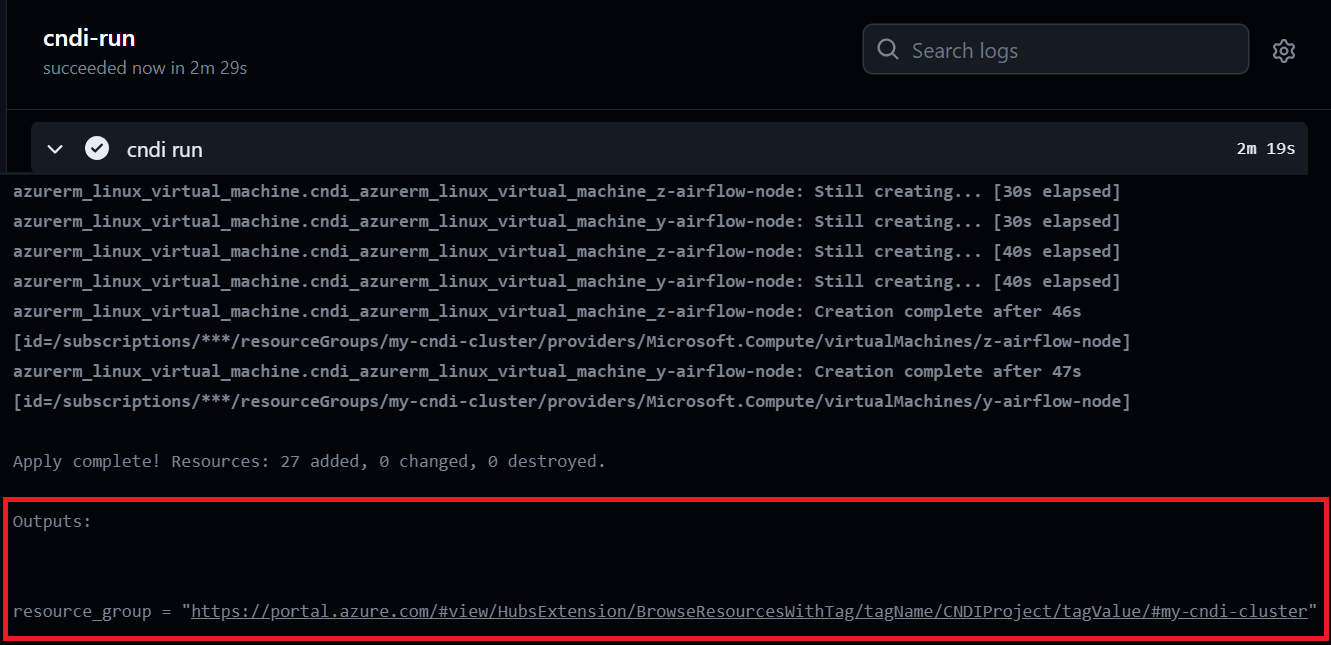 cndi-run
succeeded now in 2m 29s
Search logs
cndi run
2m 19s
azurerm_linux_virtual_machine.cndi_azurerm_linux_virtual_machine_z-airflow-node: Still creating... [30s elapsed]
azurerm_linux_virtual_machine.cndi_azurerm_linux_virtual_machine_y-airflow-node: Still creating... [30s elapsed]
azurerm_linux_virtual_machine.cndi_azurerm_linux_virtual_machine_z-airflow-node: Still creating... [40s elapsed]
azurerm_linux_virtual_machine.cndi_azurerm_linux_virtual_machine_y-airflow-node: Still creating... [40s elapsed]
azurerm_linux_virtual_machine.cndi_azurerm_linux_virtual_machine_z-airflow-node: Creation complete after 46s
[id=/subscriptions/***/resourceGroups/my-cndi-cluster/providers/Microsoft.Compute/virtualMachines/z-airflow-node]
azurerm_linux_virtual_machine.cndi_azurerm_linux_virtual_machine_y-airflow-node: Creation complete after 47s
[id=/subscriptions/***/resourceGroups/my-cndi-cluster/providers/Microsoft.Compute/virtualMachines/y-airflow-node]
Apply complete! Resources: 27 added, 0 changed, 0 destroyed.
Outputs:
resource_group = "https://portal.azure.com/#view/HubsExtension/BrowseResourcesWithTag/tagName/CNDIProject/tagValue/#my-cndi-cluster"